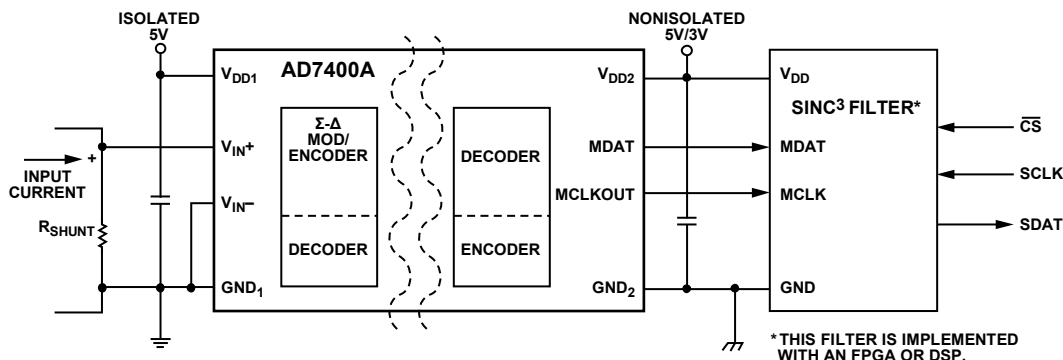 ISOLATED
5V
NONISOLATED
5V/3V
AD7400A
VDD1
VDD2
VDD
SINC3 FILTER*
Σ-Δ
MOD/
ENCODER
DECODER
VIN+
MDAT
MDAT
CS
+
INPUT
CURRENT
MCLKOUT
MCLK
SCLK
VIN–
RSHUNT
DECODER
ENCODER
SDAT
GND1
GND2
GND
* THIS FILTER IS IMPLEMENTED
WITH AN FPGA OR DSP.